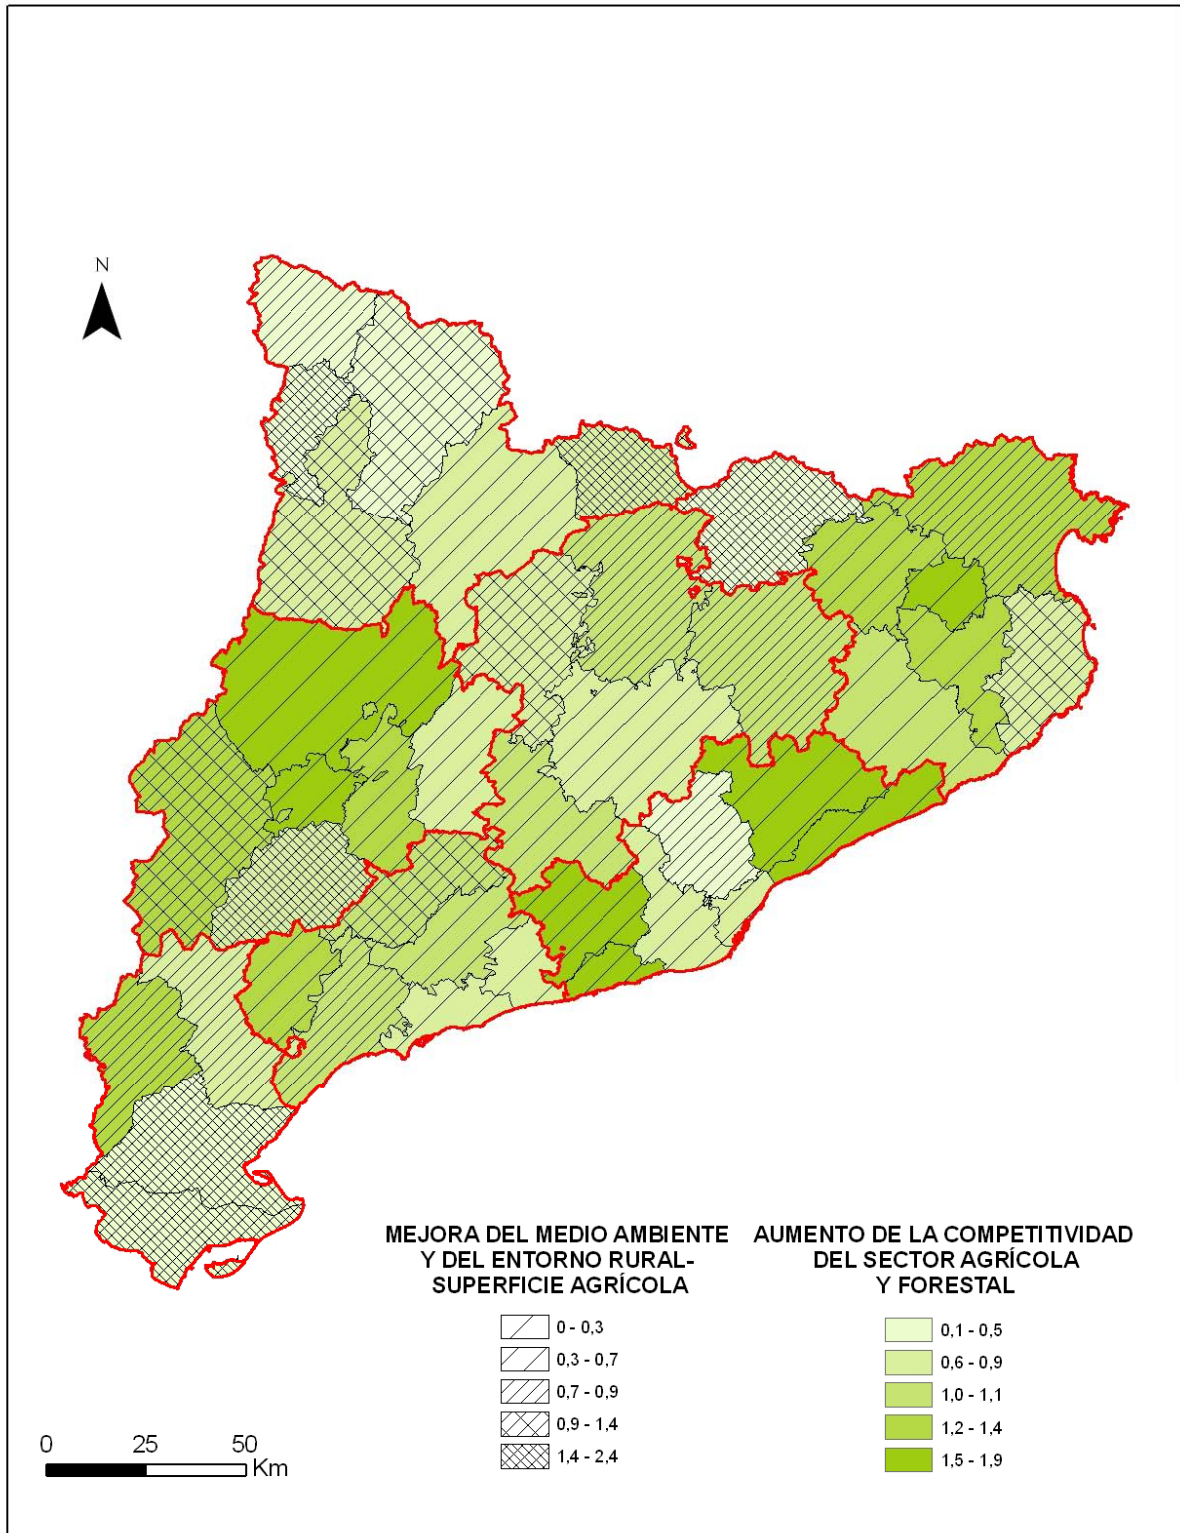 N
MEJORA DEL MEDIO AMBIENTE
Y DEL ENTORNO RURAL-
SUPERFICIE AGRÍCOLA
0 - 0,3
0,3 - 0,7
0,7 - 0,9
0,9 - 1,4
1,4 - 2,4
AUMENTO DE LA COMPETITIVIDAD
DEL SECTOR AGRÍCOLA
Y FORESTAL
0,1 - 0,5
0,6 - 0,9
1,0 - 1,1
1,2 - 1,4
1,5 - 1,9
0 25 50
Km